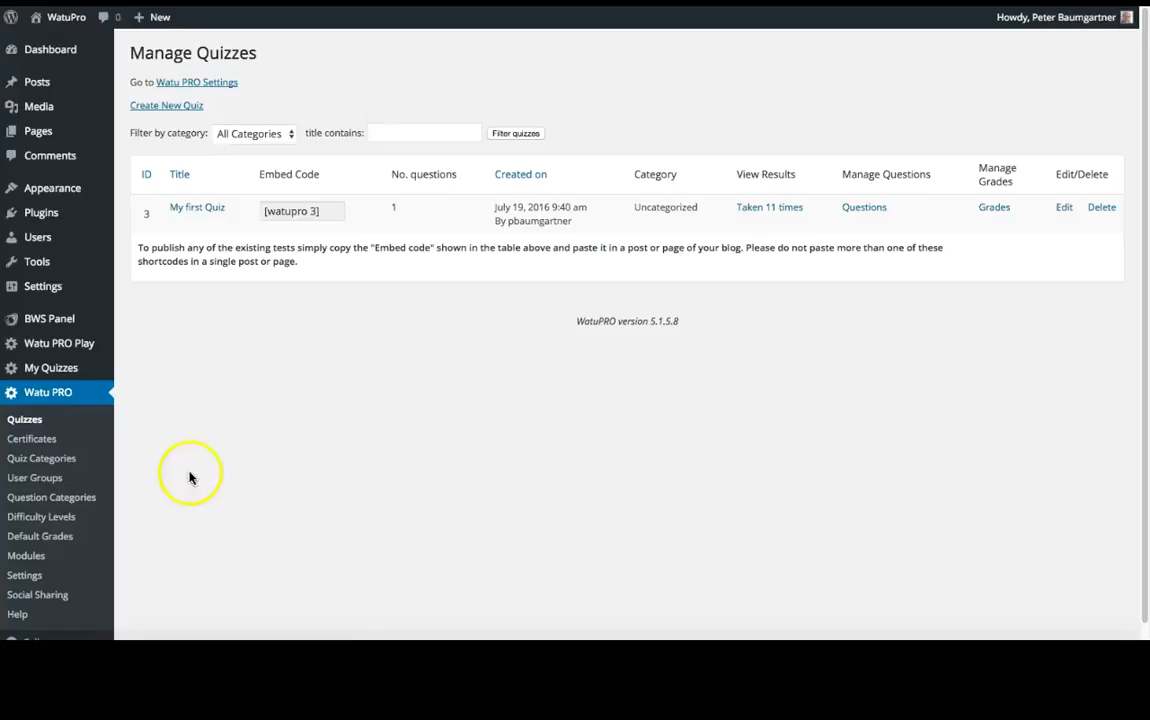 WatuPro 0 New Howdy, Peter Baumgartner
Dashboard
Posts
Media
Pages
Comments
Appearance
Plugins
Users
Tools
Settings
BWS Panel
Watu PRO Play
My Quizzes
Watu PRO
Quizzes
Certificates
Quiz Categories
User Groups
Question Categories
Difficulty Levels
Default Grades
Modules
Settings
Social Sharing
Help
Manage Quizzes
Go to Watu PRO Settings
Create New Quiz
Filter by category: All Categories title contains: Filter quizzes
ID Title Embed Code No. questions Created on Category View Results Manage Questions Manage Grades Edit/Delete
3 My first Quiz [watupro 3] 1 July 19, 2016 9:40 am Uncategorized Taken 11 times Questions Grades Edit Delete
By pbaumgartner
To publish any of the existing tests simply copy the "Embed code" shown in the table above and paste it in a post or page of your blog. Please do not paste more than one of these
shortcodes in a single post or page.
WatuPRO version 5.1.5.8